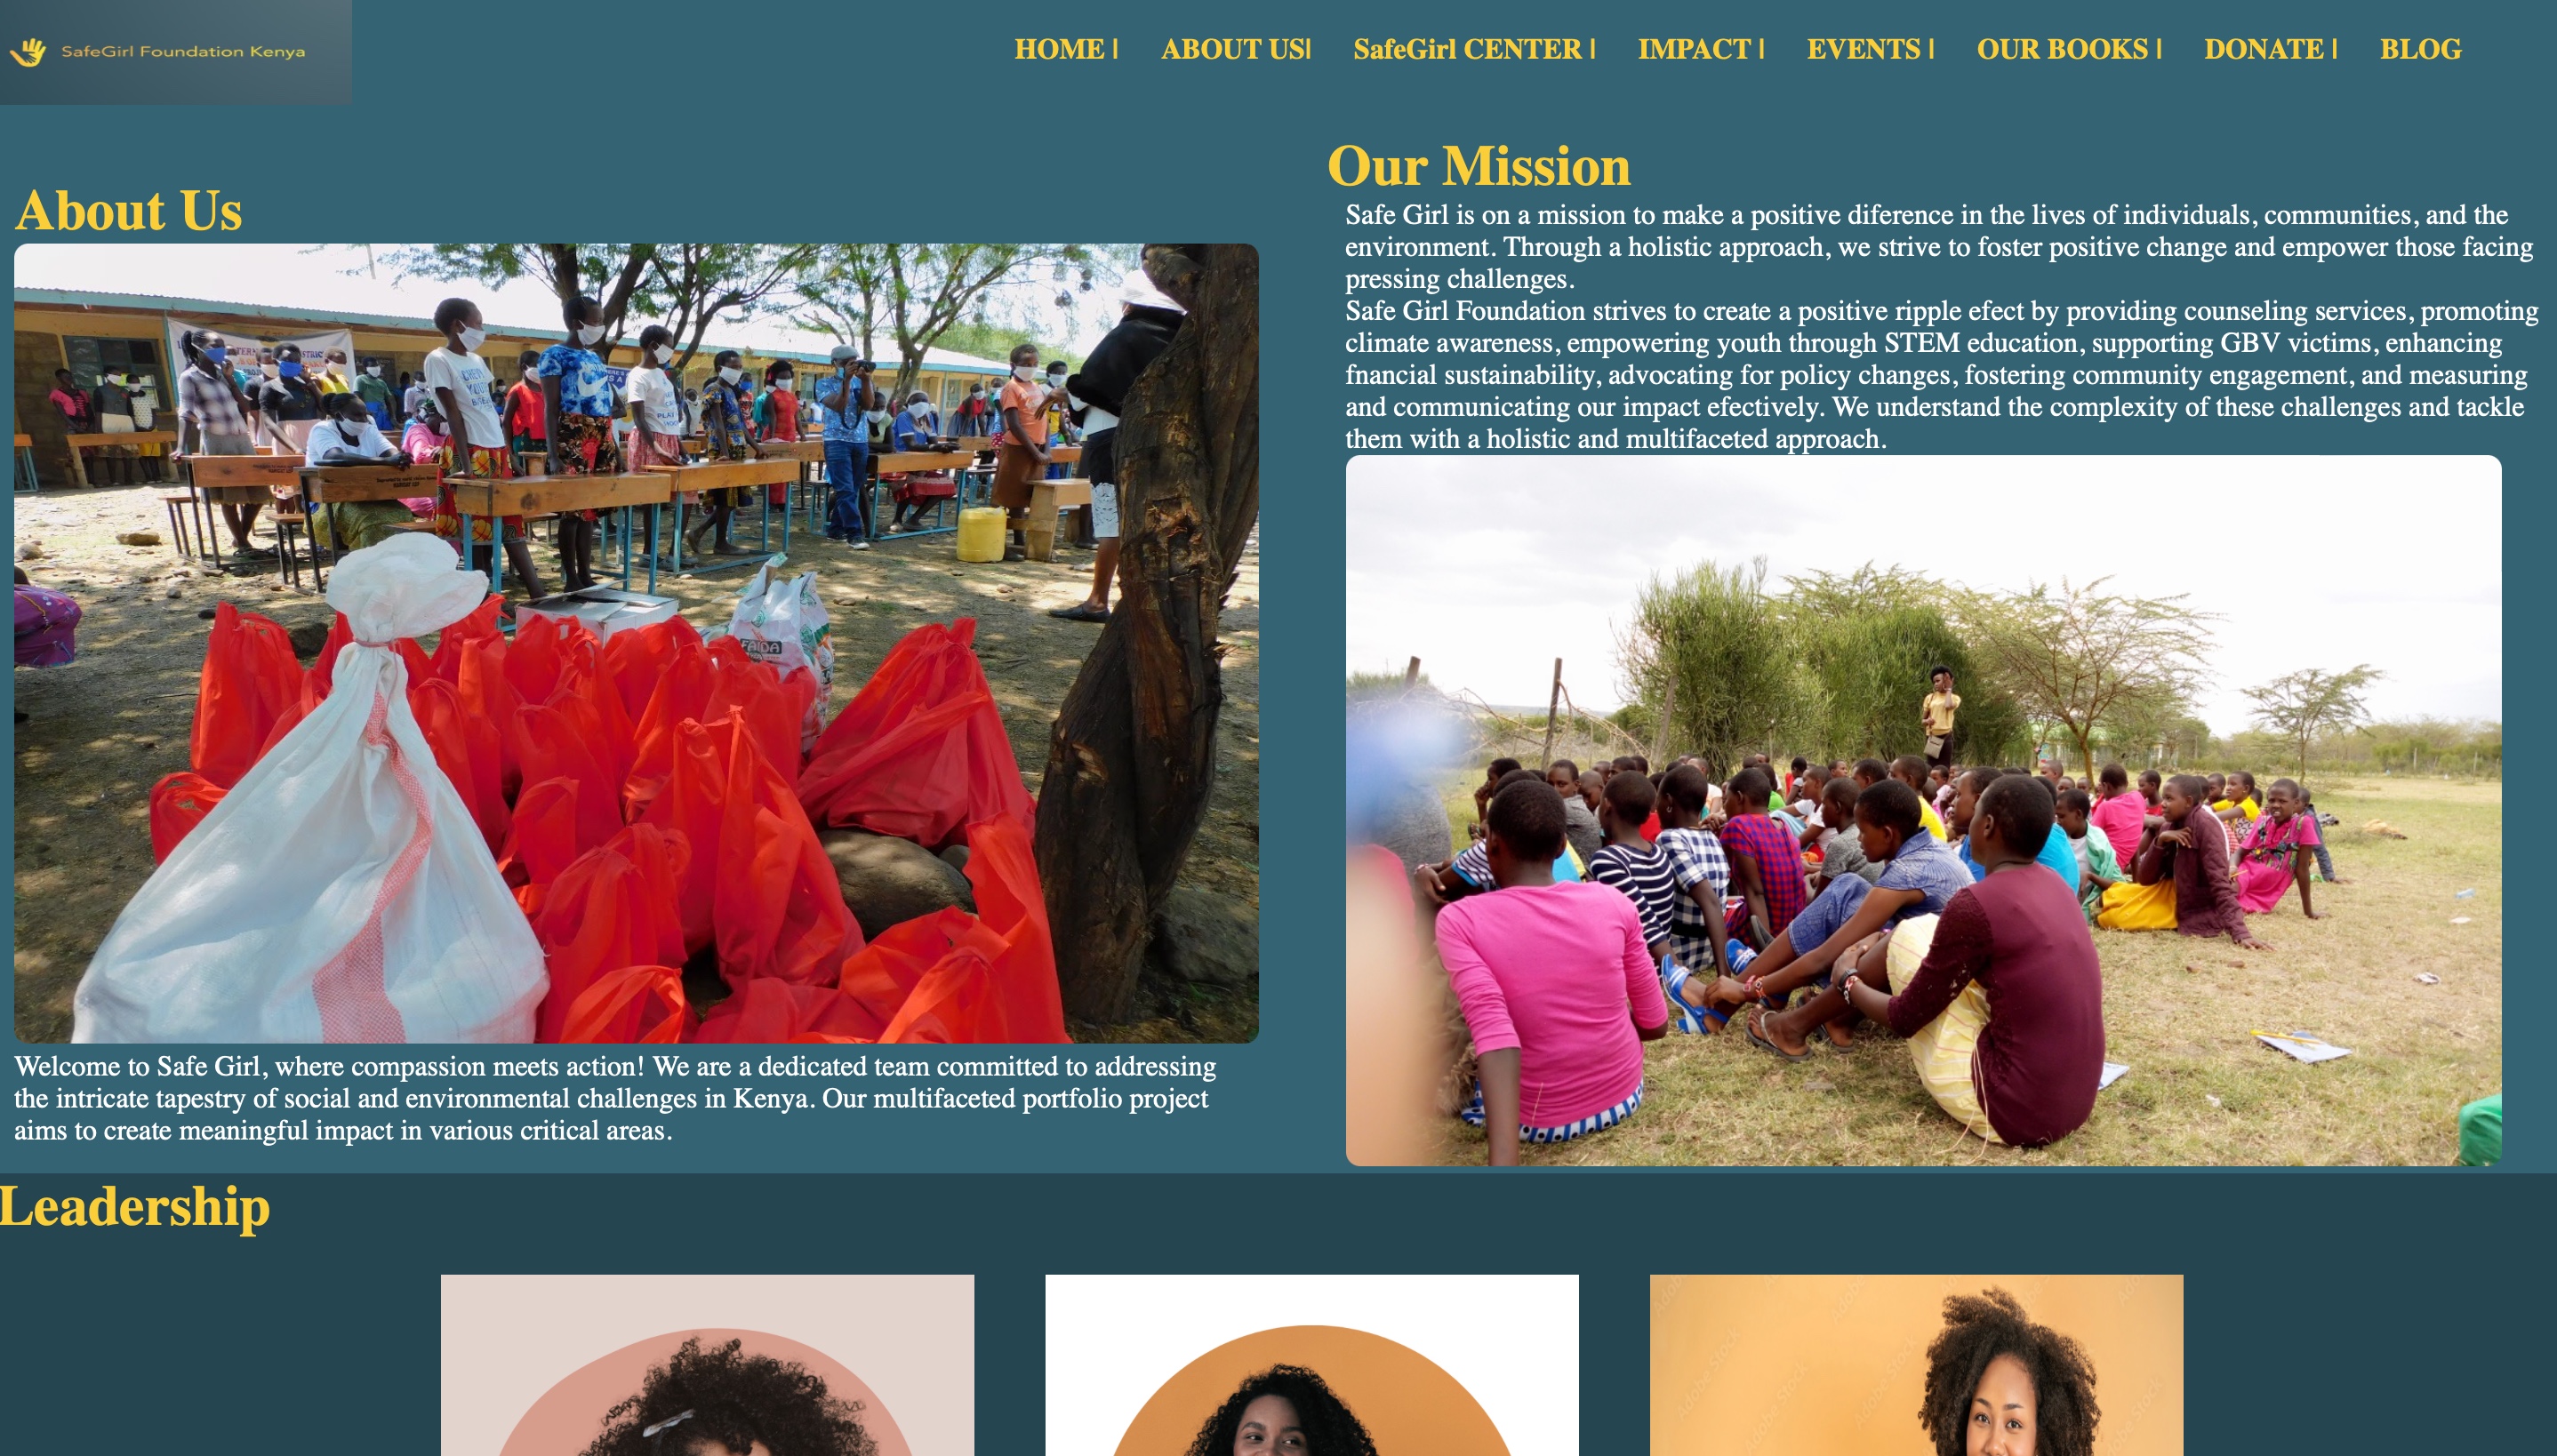 SafeGirl Foundation Kenya
HOME |
ABOUT US|
SafeGirl CENTER |
IMPACT |
EVENTS |
OUR BOOKS |
DONATE |
BLOG
About Us
FAIDA
Welcome to Safe Girl, where compassion meets action! We are a dedicated team committed to addressing
the intricate tapestry of social and environmental challenges in Kenya. Our multifaceted portfolio project
aims to create meaningful impact in various critical areas.
Our Mission
Safe Girl is on a mission to make a positive diference in the lives of individuals, communities, and the
environment. Through a holistic approach, we strive to foster positive change and empower those facing
pressing challenges.
Safe Girl Foundation strives to create a positive ripple efect by providing counseling services, promoting
climate awareness, empowering youth through STEM education, supporting GBV victims, enhancing
fnancial sustainability, advocating for policy changes, fostering community engagement, and measuring
and communicating our impact efectively. We understand the complexity of these challenges and tackle
them with a holistic and multifaceted approach.
Leadership
Adobe Stock
Adobe Stock
Adobe Stock